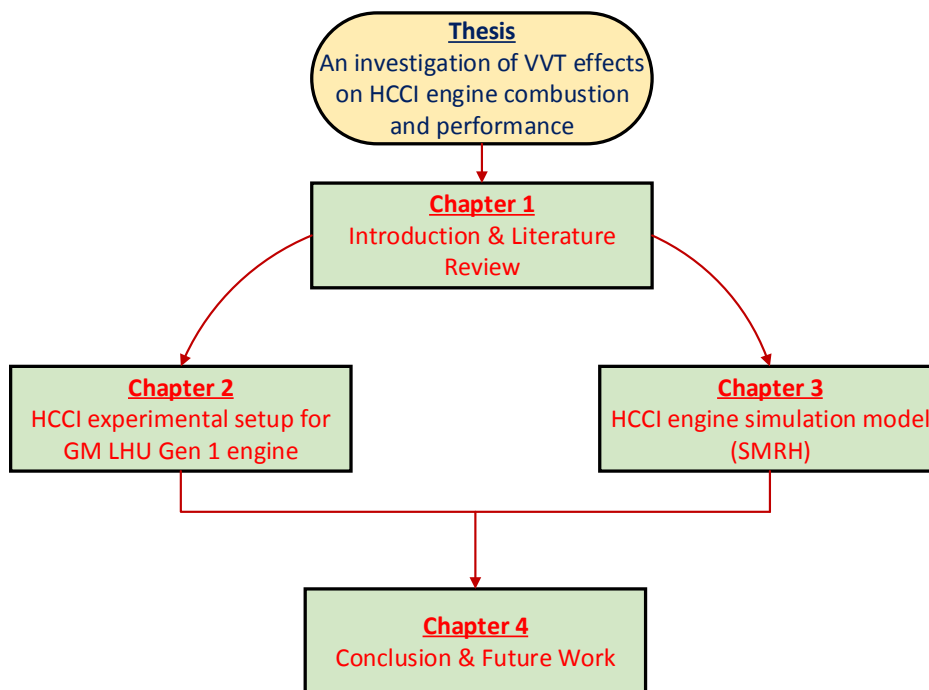 Thesis
An investigation of VVT effects
on HCCI engine combustion
and performance
Chapter 1
Introduction & Literature
Review
Chapter 2
HCCI experimental setup for
GM LHU Gen 1 engine
Chapter 3
HCCI engine simulation model
(SMRH)
Chapter 4
Conclusion & Future Work